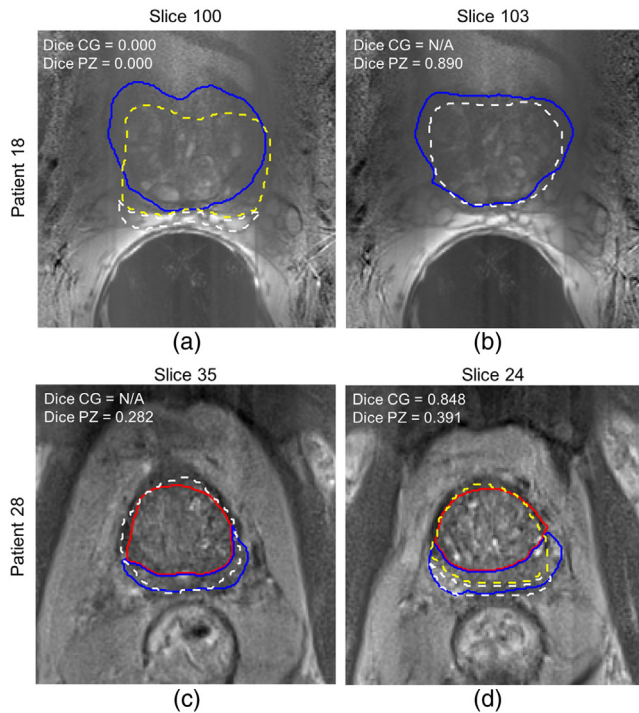 Slice 100
Slice 103
Patient 18
Dice CG = 0.000
Dice PZ = 0.000
Dice CG = N/A
Dice PZ = 0.890
(a)
(b)
Slice 35
Slice 24
Patient 28
Dice CG = N/A
Dice PZ = 0.282
Dice CG = 0.848
Dice PZ = 0.391
(c)
(d)